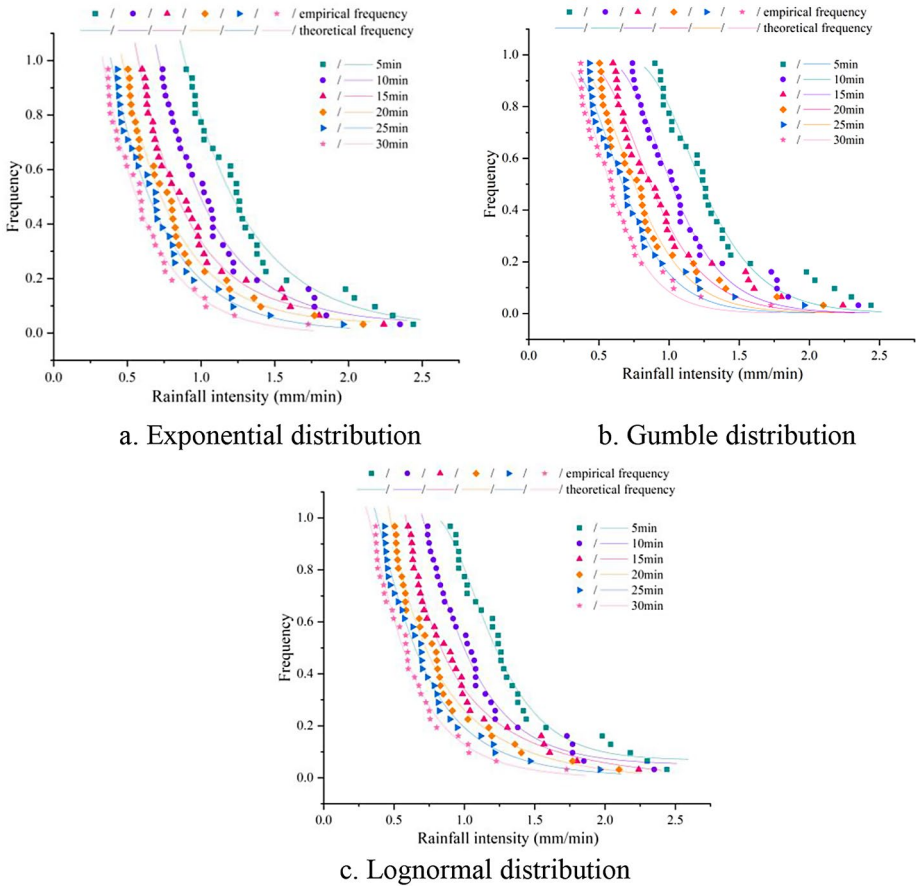 / / / / / / empirical frequency
/ / / / / / theoretical frequency
1.0
0.8
0.6
0.4
0.2
0.0
Frequency
/ 5min
/ 10min
/ 15min
/ 20min
/ 25min
/ 30min
0.0 0.5 1.0 1.5 2.0 2.5
Rainfall intensity (mm/min)
a. Exponential distribution
/ / / / / / empirical frequency
/ / / / / / theoretical frequency
1.0
0.8
0.6
0.4
0.2
0.0
Frequency
/ 5min
/ 10min
/ 15min
/ 20min
/ 25min
/ 30min
0.0 0.5 1.0 1.5 2.0 2.5
Rainfall intensity (mm/min)
b. Gumble distribution
/ / / / / / empirical frequency
/ / / / / / theoretical frequency
1.0
0.8
0.6
0.4
0.2
0.0
Frequency
/ 5min
/ 10min
/ 15min
/ 20min
/ 25min
/ 30min
0.0 0.5 1.0 1.5 2.0 2.5
Rainfall intensity (mm/min)
c. Lognormal distribution